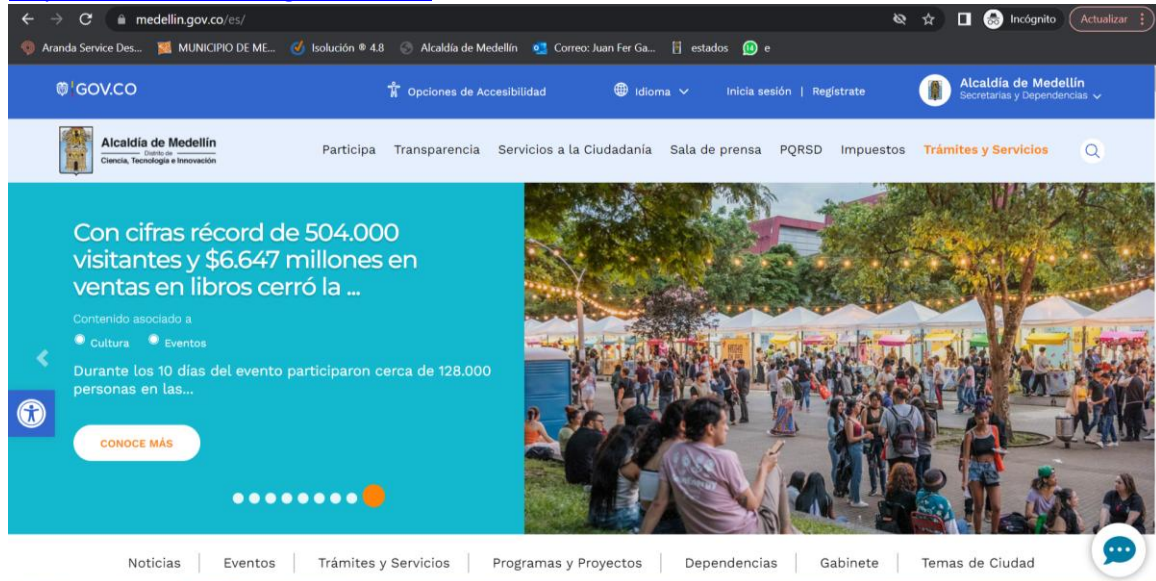 medellin.gov.co/es/
Incógnito
Actualizar
Aranda Service Des...
MUNICIPIO DE ME...
Isolución ® 4.8
Alcaldía de Medellín
Correo: Juan Fer Ga...
estados
e
GOV.CO
Opciones de Accesibilidad
Idioma
Inicia sesión | Regístrate
Alcaldía de Medellín
Secretarías y Dependencias
Alcaldía de Medellín
Distrito de
Ciencia, Tecnología e Innovación
Participa
Transparencia
Servicios a la Ciudadanía
Sala de prensa
PQRSD
Impuestos
Trámites y Servicios
Con cifras récord de 504.000
visitantes y $6.647 millones en
ventas en libros cerró la ...
Contenido asociado a
Cultura
Eventos
Durante los 10 días del evento participaron cerca de 128.000
personas en las...
CONOCE MÁS
Noticias
Eventos
Trámites y Servicios
Programas y Proyectos
Dependencias
Gabinete
Temas de Ciudad